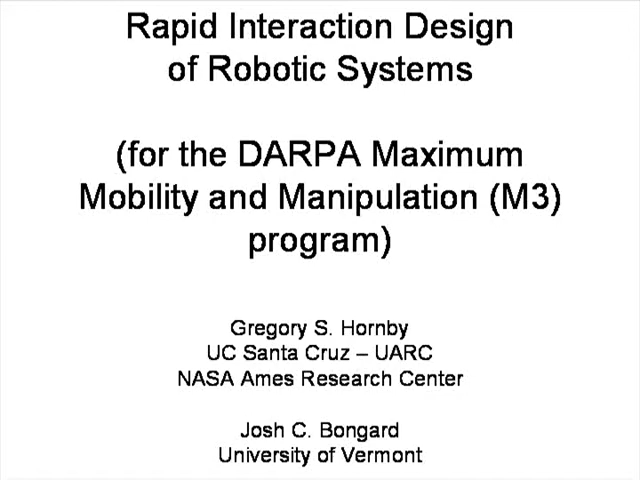 Rapid Interaction Design
of Robotic Systems
(for the DARPA Maximum
Mobility and Manipulation (M3)
program)
Gregory S. Hornby
UC Santa Cruz – UARC
NASA Ames Research Center
Josh C. Bongard
University of Vermont